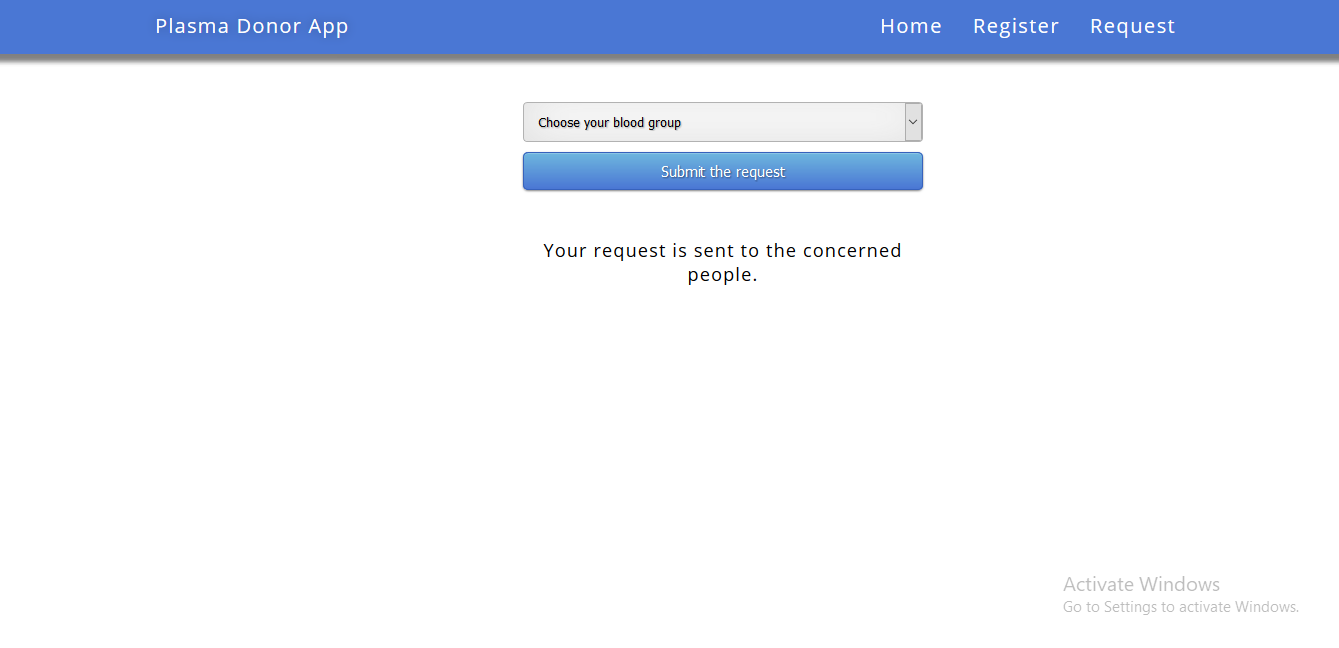 Plasma Donor App
Home Register Request
Choose your blood group
Submit the request
Your request is sent to the concerned
people.
Activate Windows
Go to Settings to activate Windows.